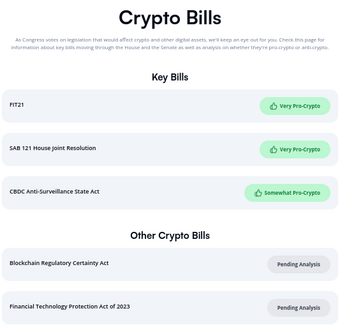 Crypto Bills
As Congress votes on legislation that would affect crypto and other digital assets, we'll keep an eye out for you. Check this page for
information about key bills moving through the House and the Senate as well as analysis on whether they're pro-crypto or anti-crypto.
Key Bills
FIT21
Very Pro-Crypto
SAB 121 House Joint Resolution
Very Pro-Crypto
CBDC Anti-Surveillance State Act
Somewhat Pro-Crypto
Other Crypto Bills
Blockchain Regulatory Certainty Act
Pending Analysis
Financial Technology Protection Act of 2023
Pending Analysis